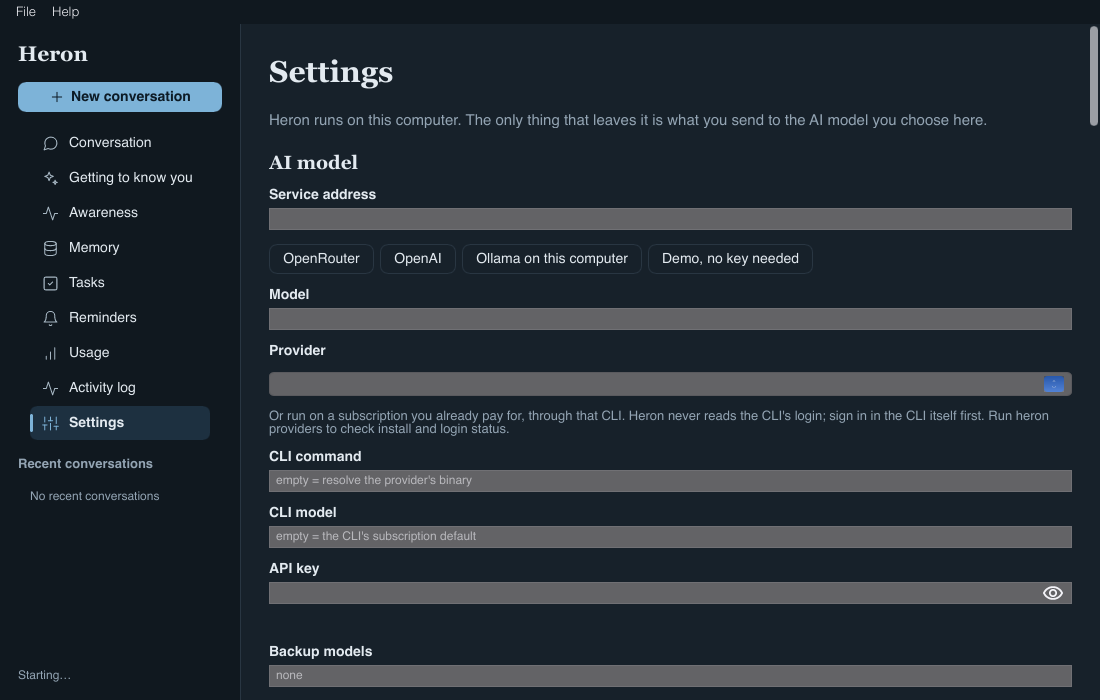 File Help
Heron
New conversation
Conversation
Getting to know you
Awareness
Memory
Tasks
Reminders
Usage
Activity log
Settings
Recent conversations
No recent conversations
Starting…
Settings
Heron runs on this computer. The only thing that leaves it is what you send to the AI model you choose here.
AI model
Service address
OpenRouter OpenAI Ollama on this computer Demo, no key needed
Model
Provider
Or run on a subscription you already pay for, through that CLI. Heron never reads the CLI's login; sign in in the CLI itself first. Run heron
providers to check install and login status.
CLI command
empty = resolve the provider's binary
CLI model
empty = the CLI's subscription default
API key
Backup models
none